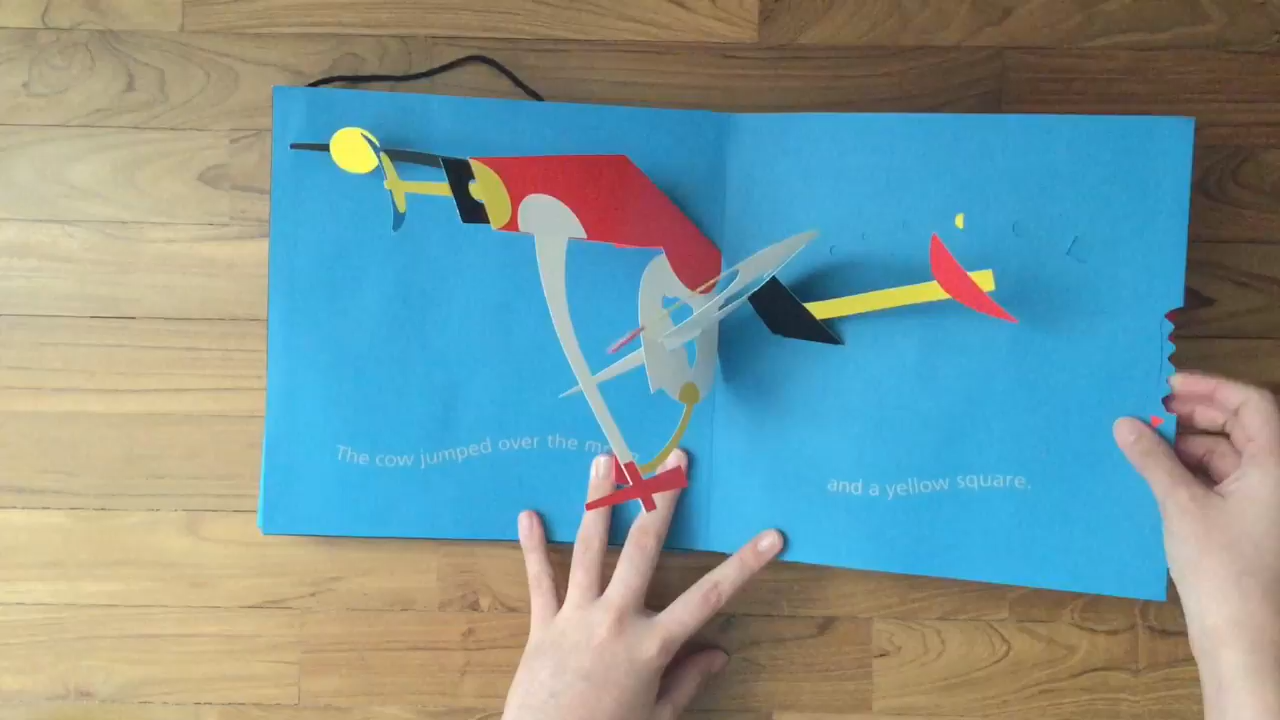 The cow jumped over the
and a yellow square.